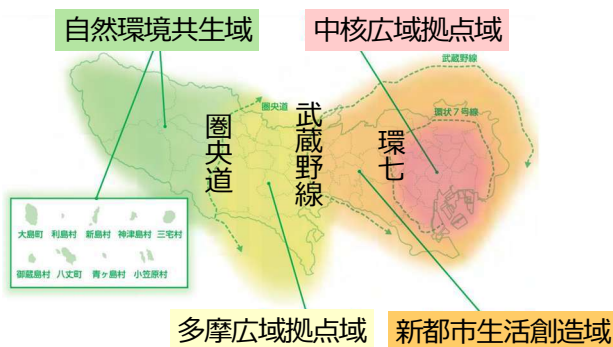 自然環境共生域
中核広域拠点域
武蔵野線
圏央道
環状7号線
圏央道
武蔵野線
環七
大島町 利島村 新島村 神津島村 三宅村
御蔵島村 八丈町 青ヶ島村 小笠原村
多摩広域拠点域
新都市生活創造域